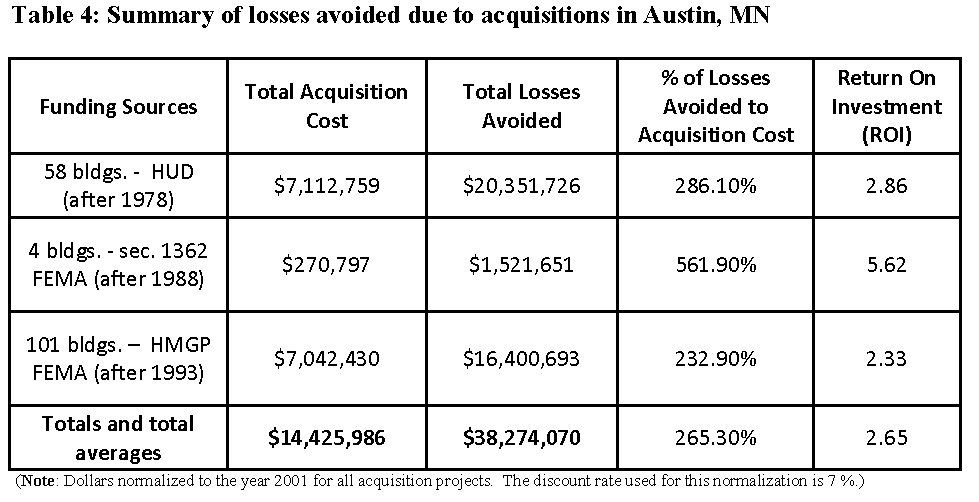 Table 4: Summary of losses avoided due to acquisitions in Austin, MN
Funding Sources
Total Acquisition
Cost
Total Losses
Avoided
% of Losses
Avoided to
Acquisition Cost
Return On
Investment
(ROI)
58 bldgs. - HUD
(after 1978)
$7,112,759
$20,351,726
286.10%
2.86
4 bldgs. - sec. 1362
FEMA (after 1988)
$270,797
$1,521,651
561.90%
5.62
101 bldgs. – HMGP
FEMA (after 1993)
$7,042,430
$16,400,693
232.90%
2.33
Totals and total
averages
$14,425,986
$38,274,070
265.30%
2.65
(Note: Dollars normalized to the year 2001 for all acquisition projects. The discount rate used for this normalization is 7 %.)